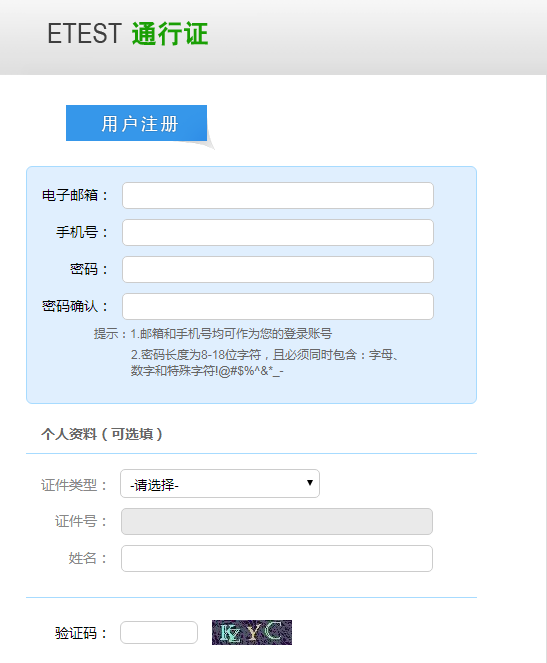 ETEST 通行证
用户注册
电子邮箱：
手机号：
密码：
密码确认：
提示：1.邮箱和手机号均可作为您的登录账号
2.密码长度为8-18位字符，且必须同时包含：字母、
数字和特殊字符!@#$%^&*_-
个人资料（可选填）
证件类型： -请选择-
证件号：
姓名：
验证码： KZYC